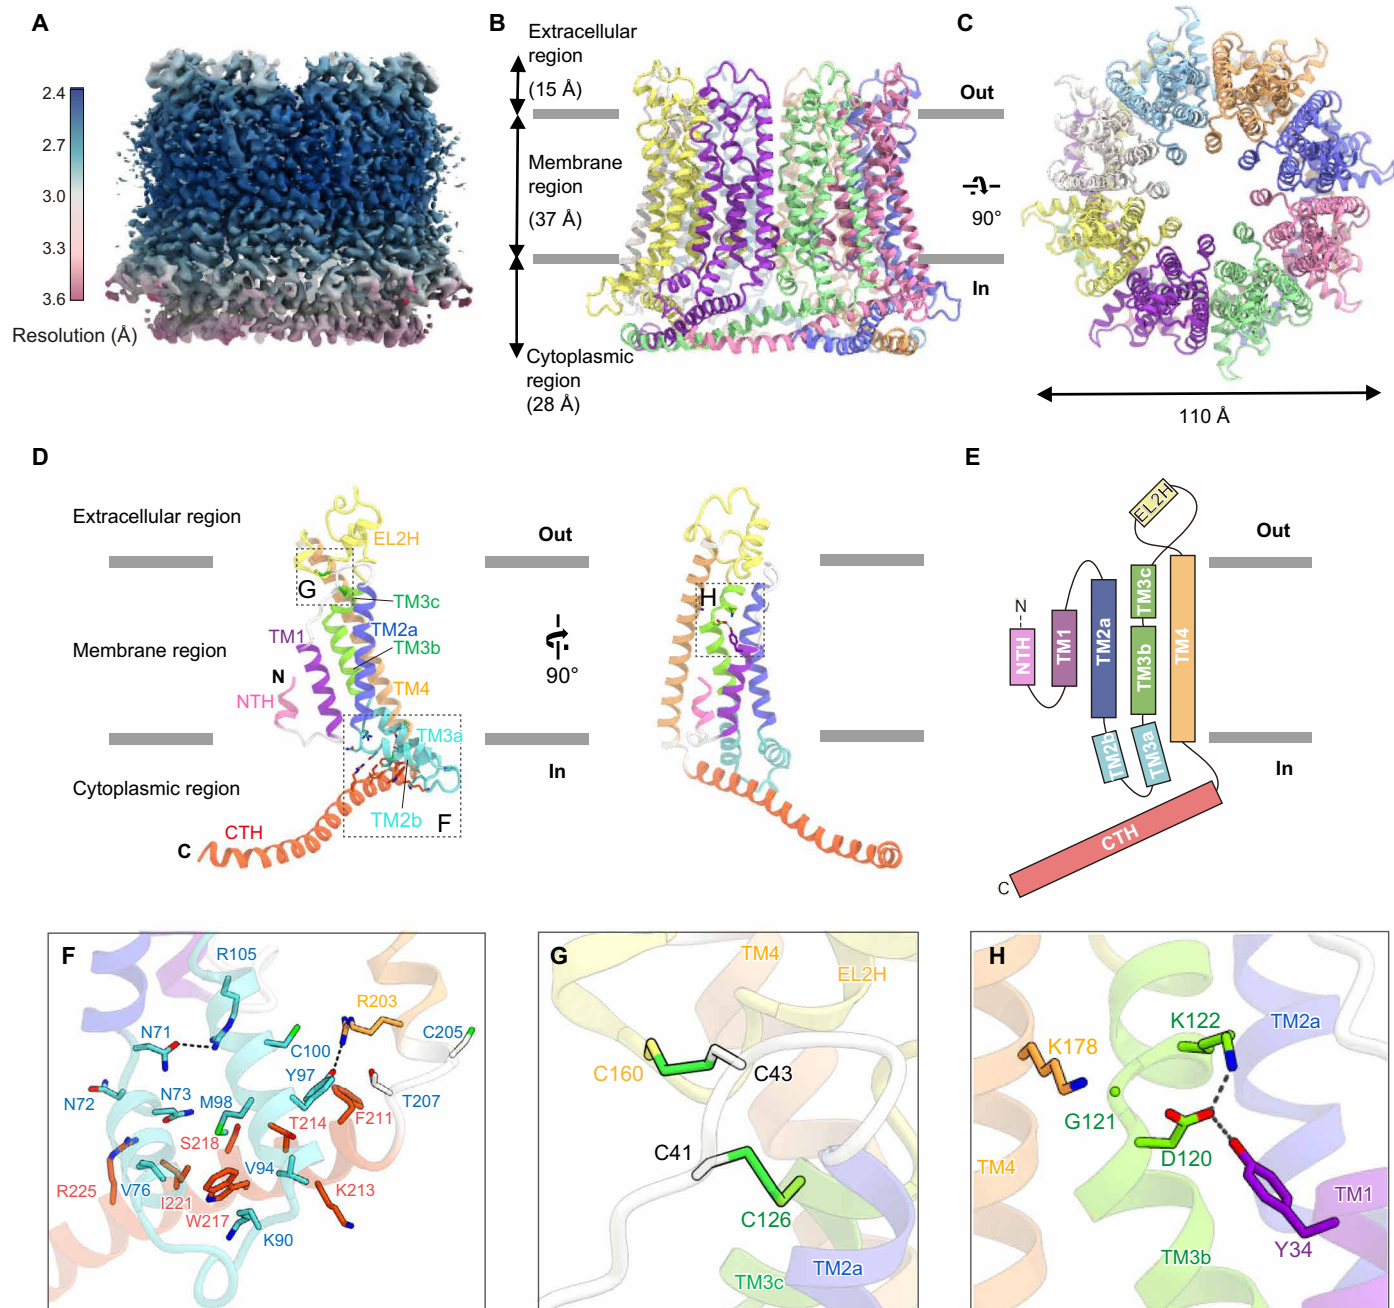 A
2.4
2.7
3.0
3.3
3.6
Resolution (Å)
B
Extracellular
region
(15 Å)
Membrane
region
(37 Å)
Cytoplasmic
region
(28 Å)
Out
In
90°
C
110 Å
D
Extracellular region
Membrane region
Cytoplasmic region
EL2H
G
TM3c
TM2a
TM3b
TM1
N
NTH
TM4
TM3a
TM2b
F
CTH
C
Out
90°
In
H
E
EL2H
Out
N
NTH
TM1
TM2a
TM3c
TM3b
TM4
TM2b
TM3a
In
CTH
C
F
R105
R203
N71
C100
C205
Y97
N72
N73
M98
T207
T214
F211
S218
V94
R225
V76
I221
K213
W217
K90
G
TM4
EL2H
C160
C43
C41
C126
TM3c
TM2a
H
K122
TM2a
K178
G121
D120
TM4
TM1
Y34
TM3b